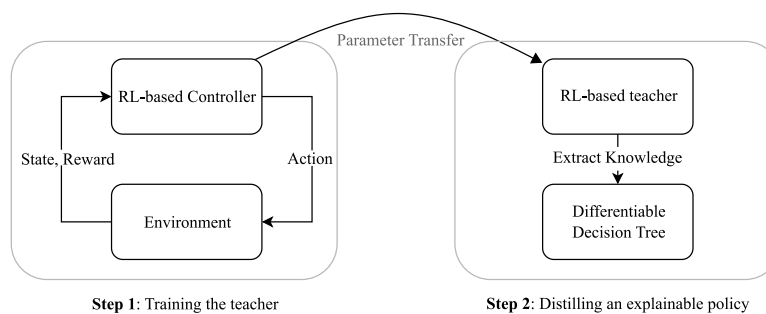 Parameter Transfer
RL-based Controller
State, Reward
Action
Environment
Step 1: Training the teacher
RL-based teacher
Extract Knowledge
Differentiable
Decision Tree
Step 2: Distilling an explainable policy